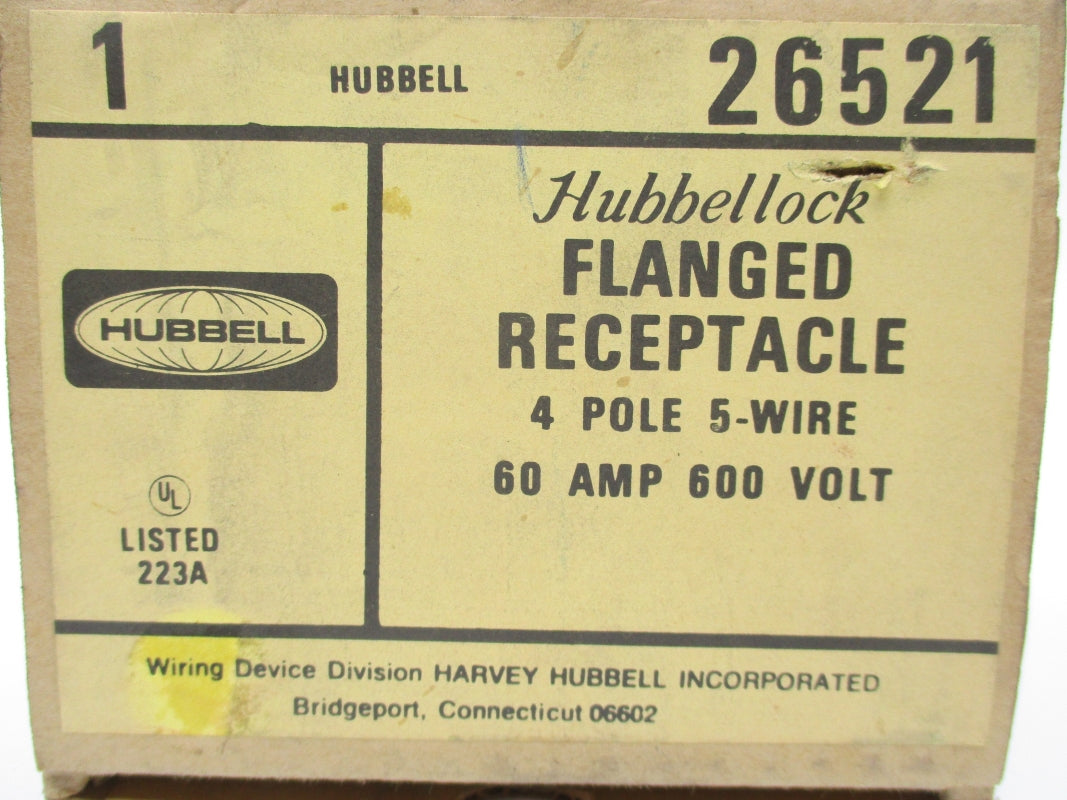 1 HUBBELL 26521
Hubbellock
FLANGED
RECEPTACLE
4 POLE 5-WIRE
60 AMP 600 VOLT
HUBBELL
UL
LISTED
223A
Wiring Device Division HARVEY HUBBELL INCORPORATED
Bridgeport, Connecticut 06602